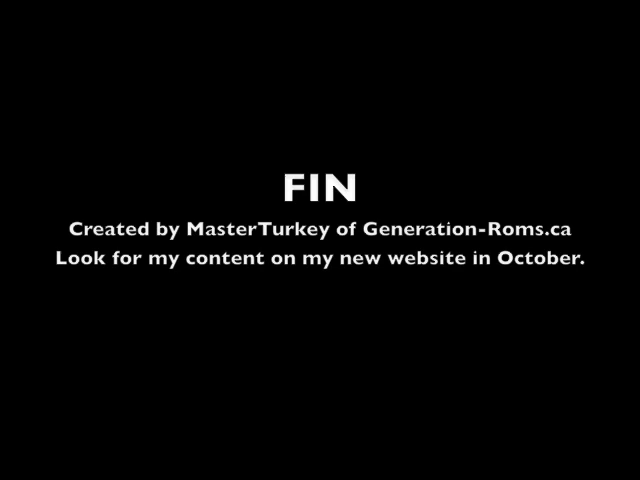 FIN
Created by MasterTurkey of Generation-Roms.ca
Look for my content on my new website in October.